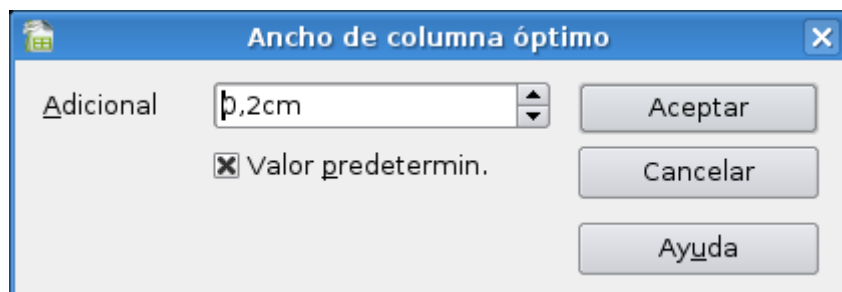 Ancho de columna óptimo
Adicional
0,2cm
Aceptar
Valor predetermin.
Cancelar
Ayuda